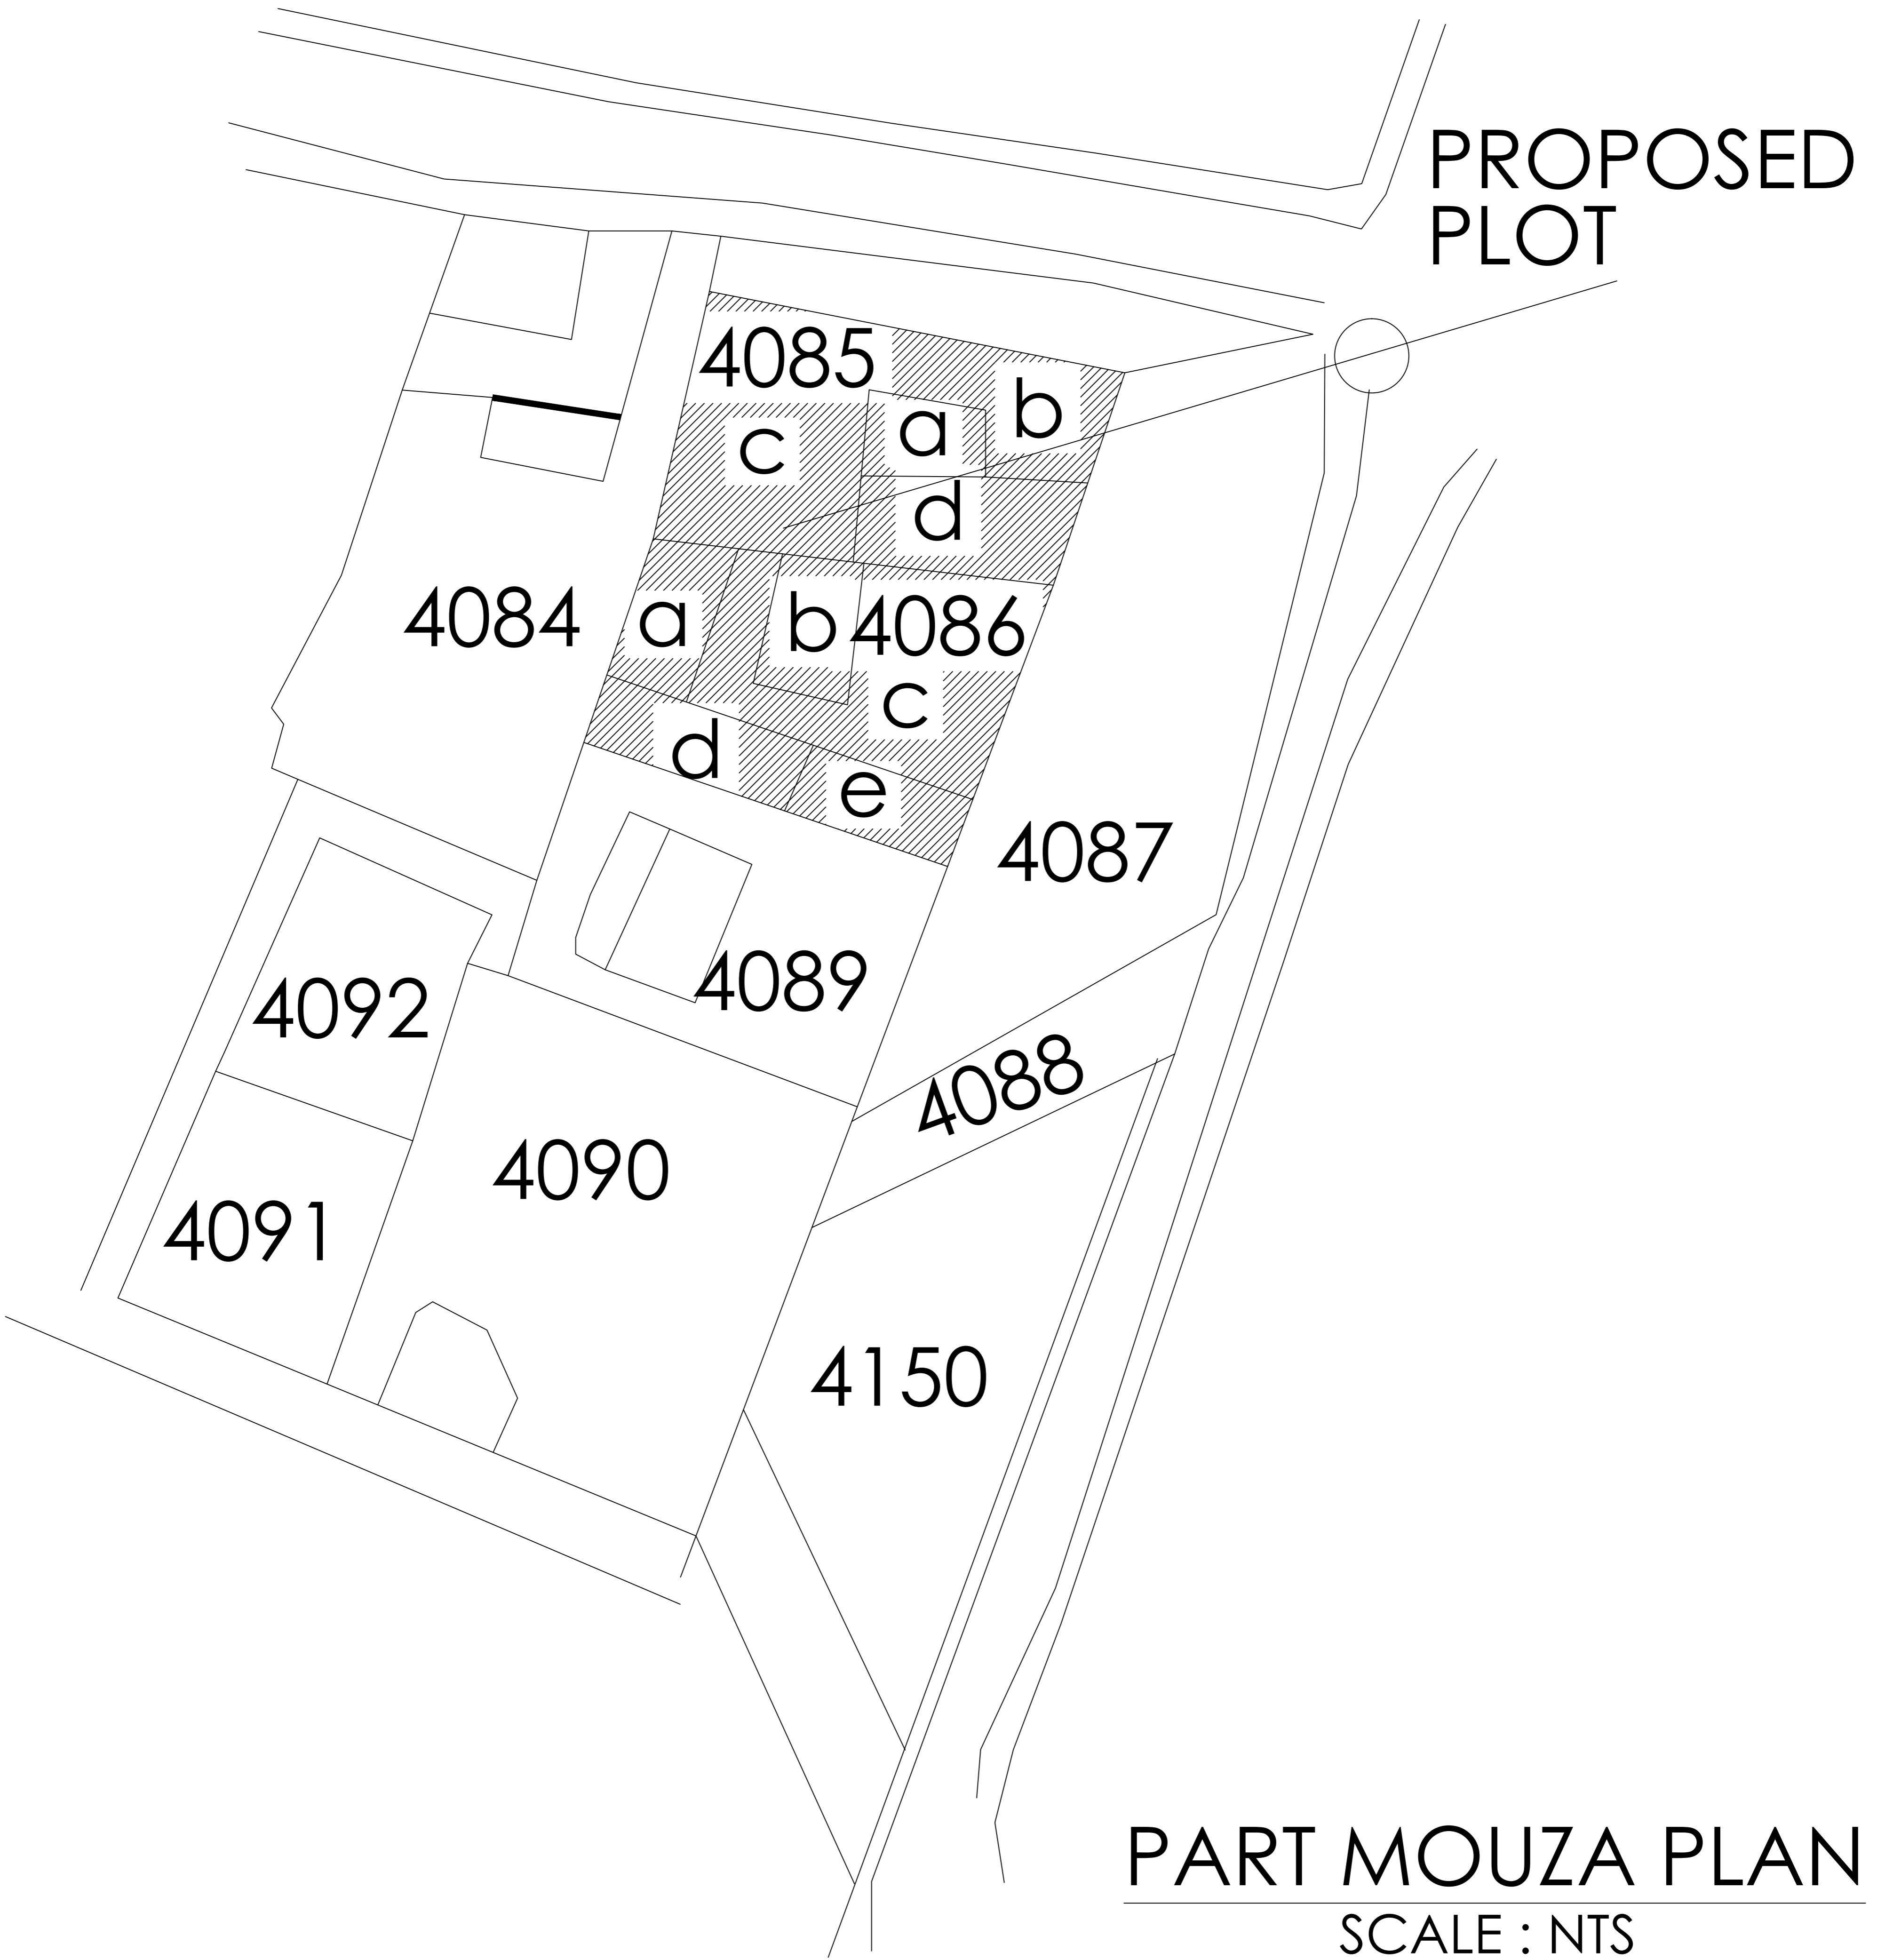 PROPOSED
PLOT
4085
b
a
c
d
4084
a
b
4086
c
d
e
4087
4089
4092
4088
4090
4091
4150
PART MOUZA PLAN
SCALE : NTS